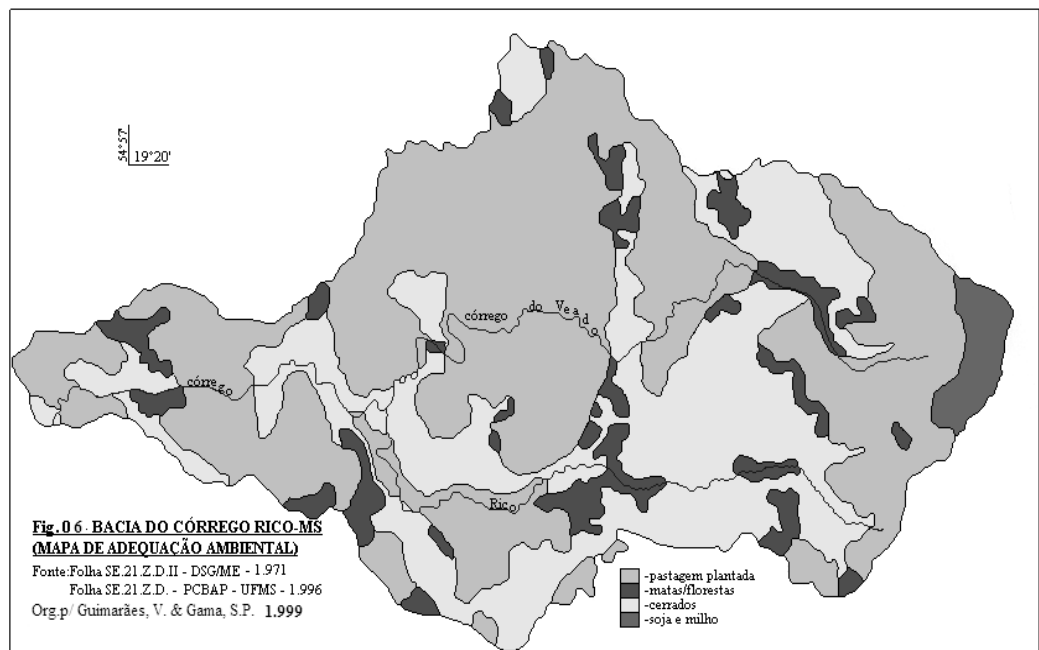 54°57'
19°20'
córrego do Veado
córrego
Rico
Fig.06 - BACIA DO CÓRREGO RICO-MS
(MAPA DE ADEQUAÇÃO AMBIENTAL)
Fonte:Folha SE.21.Z.D.II - DSG/ME - 1.971
Folha SE.21.Z.D. - PCBAP - UFMS - 1.996
Org.p/ Guimarães, V. & Gama, S.P. 1.999
-pastagem plantada
-matas/florestas
-cerrados
-soja e milho